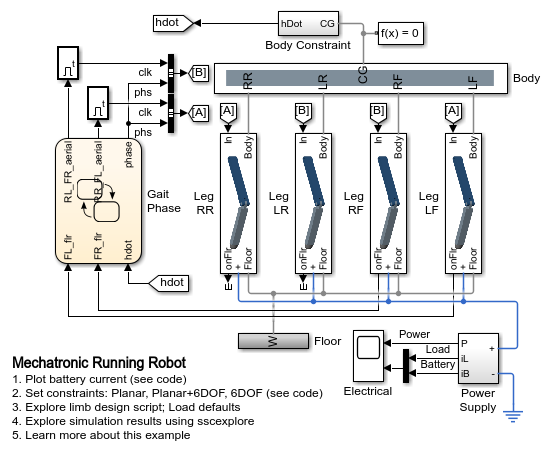 hdot
hDot CG
f(x) = 0
Body Constraint
t
clk
[B]
phs
t
clk
[A]
phs
RR
LR
CG
RF
LF
Body
[A]
[B]
[B]
[A]
In
Body
In
Body
In
Body
In
Body
RL_FR_aerial
RR_FL_aerial
phase
Gait
Phase
FL_flr
FR_flr
hdot
Leg
RR
Leg
LR
Leg
RF
Leg
LF
onFlr
+
Floor
onFlr
+
Floor
onFlr
+
Floor
onFlr
+
Floor
E
E
hdot
W
Floor
Power
Load
Battery
P
iL
iB
+
-
Electrical
Power
Supply
Mechatronic Running Robot
1. Plot battery current (see code)
2. Set constraints: Planar, Planar+6DOF, 6DOF (see code)
3. Explore limb design script; Load defaults
4. Explore simulation results using sscexplore
5. Learn more about this example